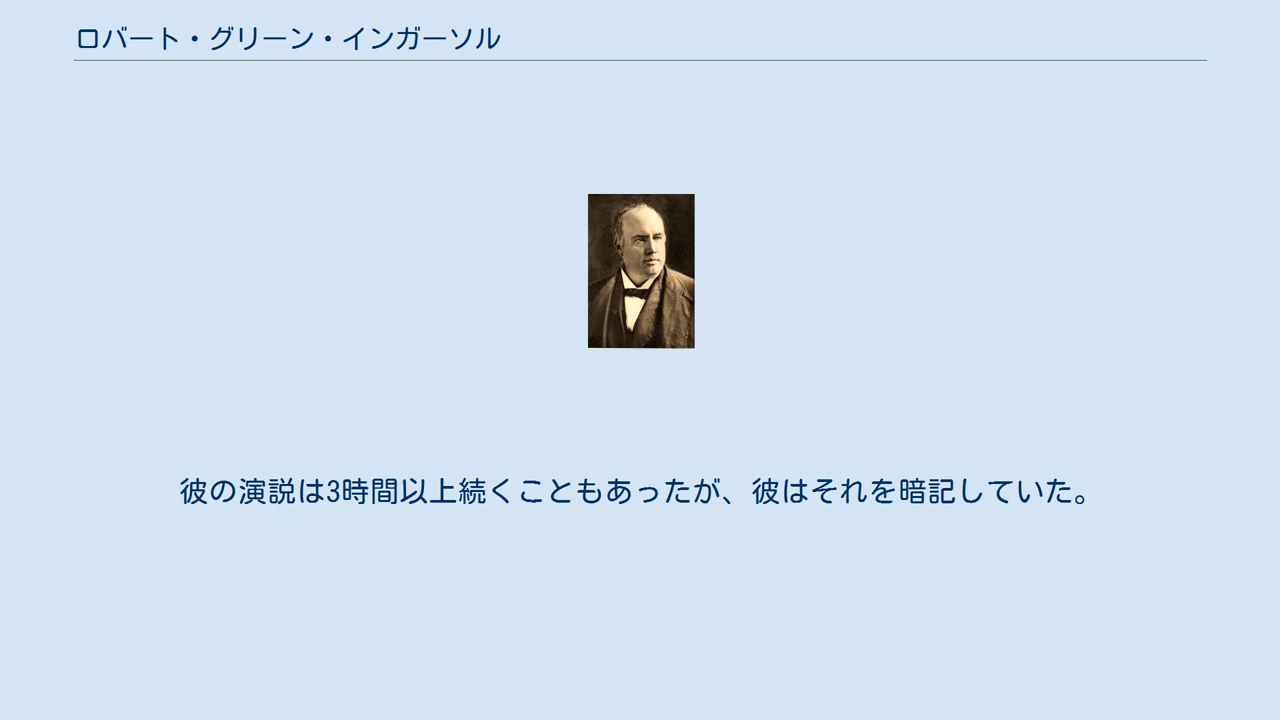 ロバート・グリーン・インガーソル
彼の演説は3時間以上続くこともあったが、彼はそれを暗記していた。